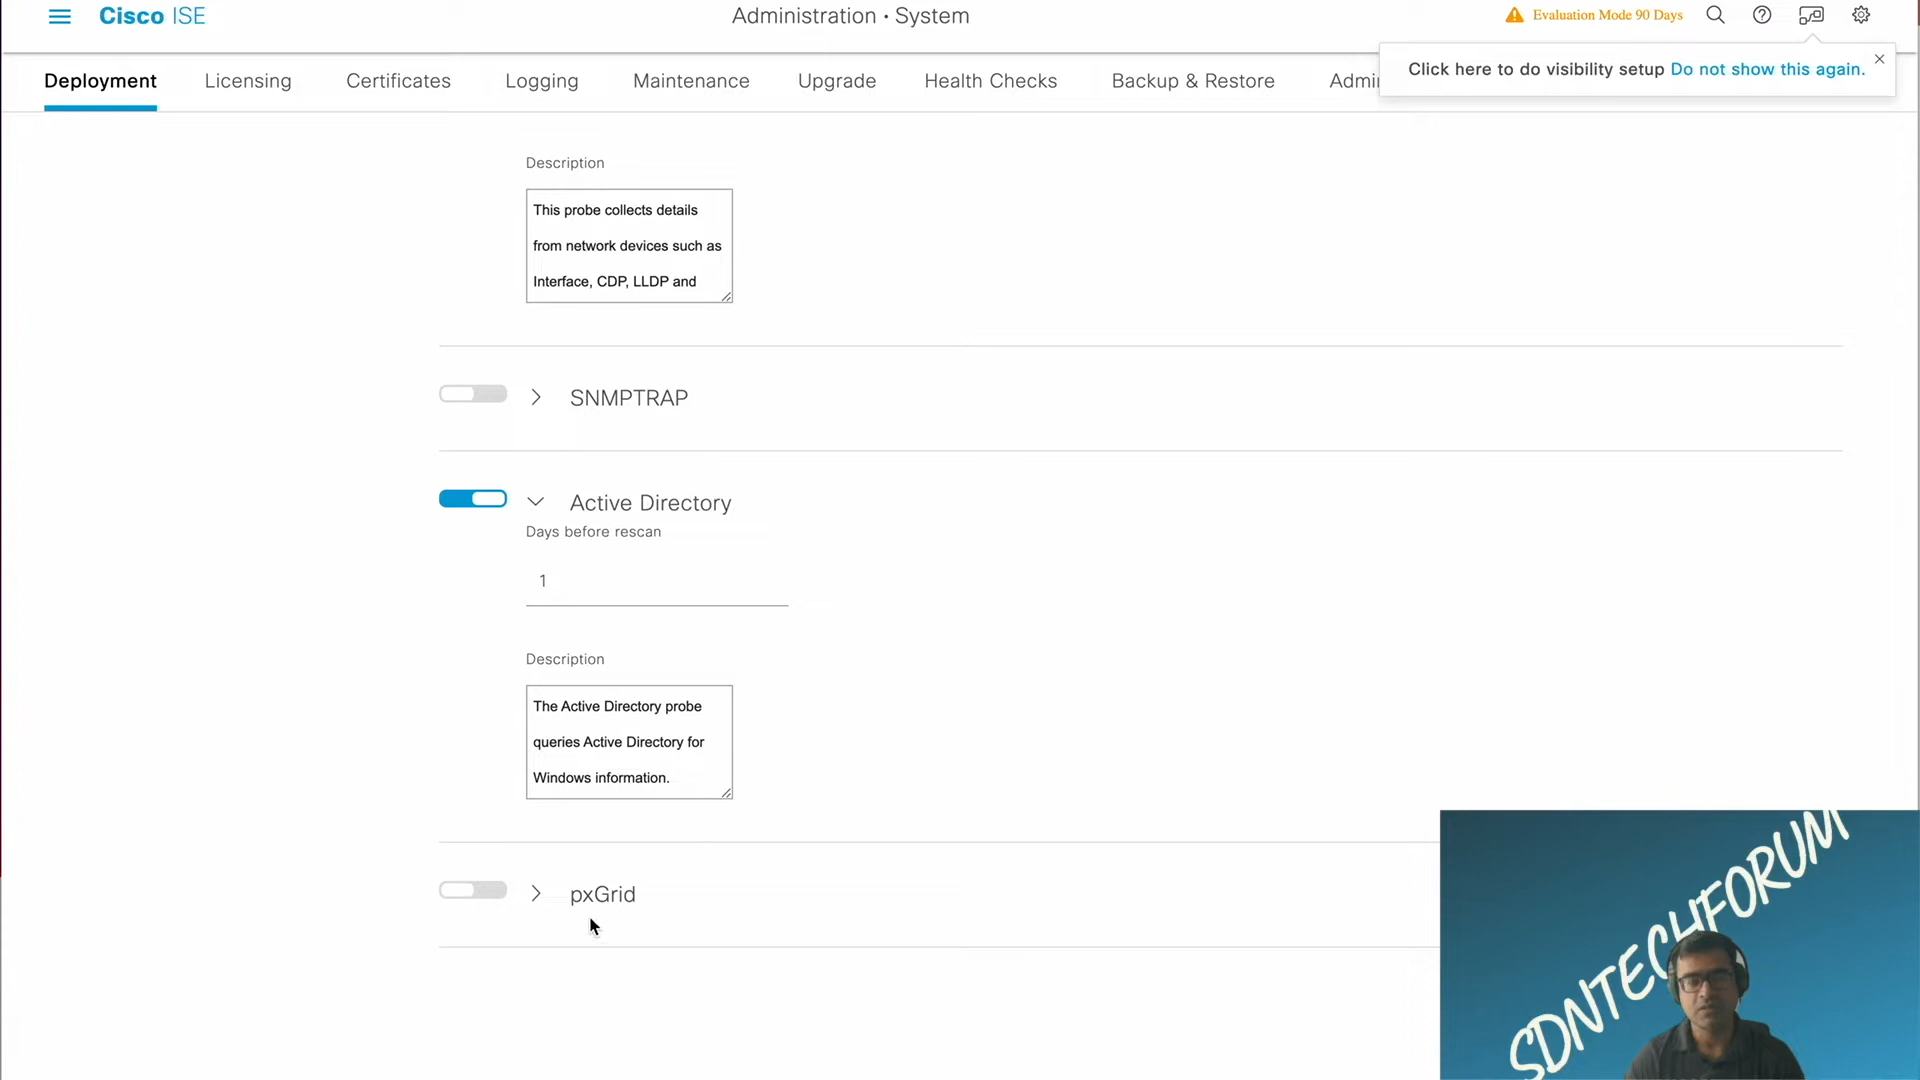 Cisco ISE
Administration • System
Evaluation Mode 90 Days
Click here to do visibility setup Do not show this again.
Deployment
Licensing
Certificates
Logging
Maintenance
Upgrade
Health Checks
Backup & Restore
Admi
Description
This probe collects details
from network devices such as
Interface, CDP, LLDP and
SNMPTRAP
Active Directory
Days before rescan
1
Description
The Active Directory probe
queries Active Directory for
Windows information.
pxGrid
SDNTECHFORUM